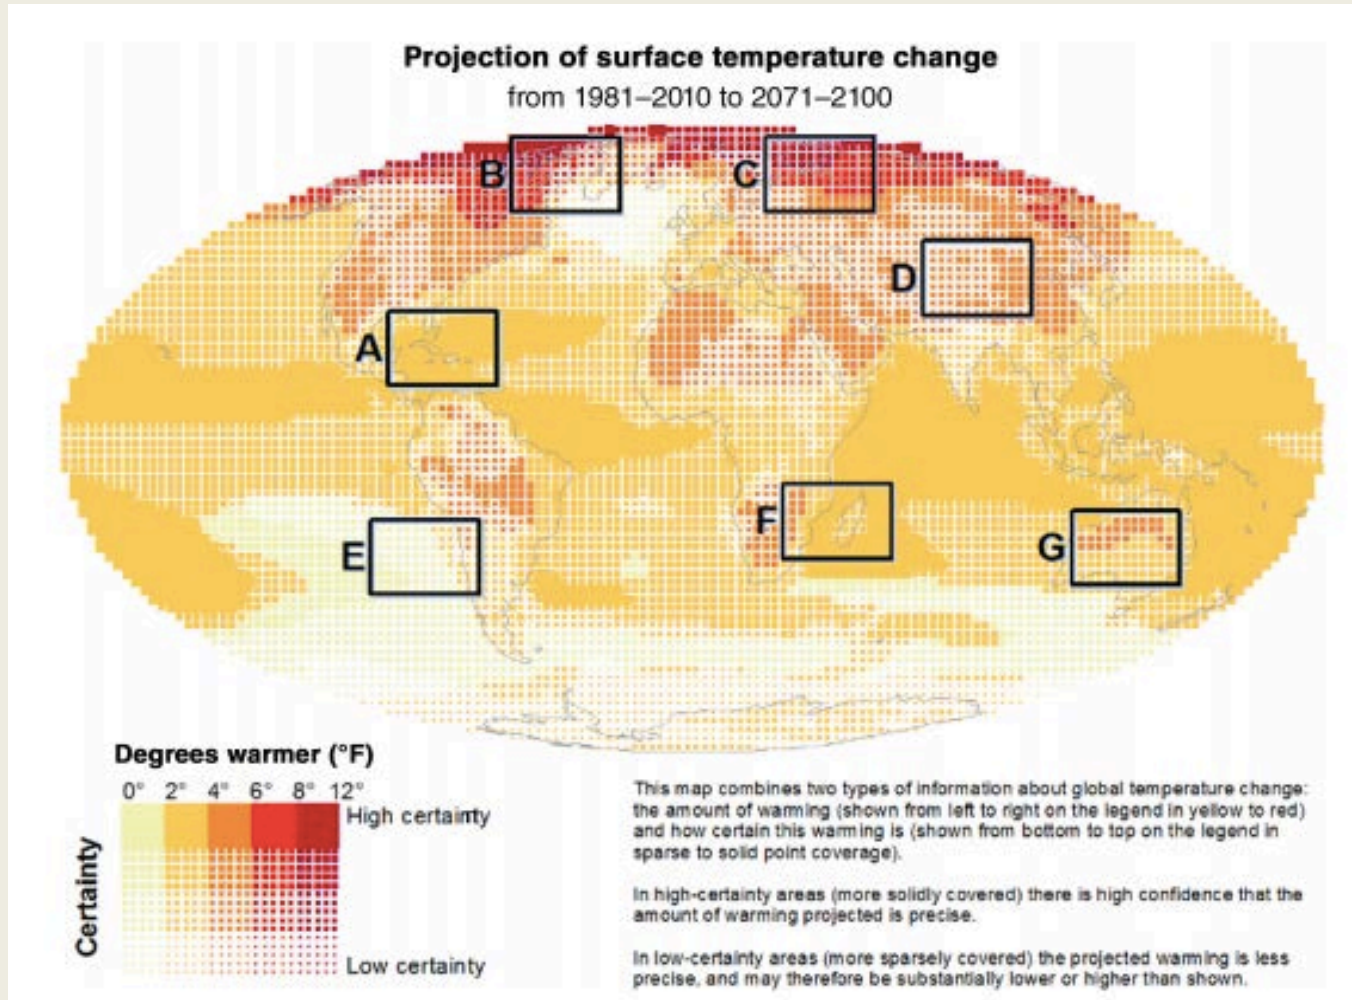 Projection of surface temperature change
from 1981–2010 to 2071–2100
B
C
D
A
F
E
G
Degrees warmer (°F)
0° 2° 4° 6° 8° 12°
High certainty
Certainty
Low certainty
This map combines two types of information about global temperature change:
the amount of warming (shown from left to right on the legend in yellow to red)
and how certain this warming is (shown from bottom to top on the legend in
sparse to solid point coverage).
In high-certainty areas (more solidly covered) there is high confidence that the
amount of warming projected is precise.
In low-certainty areas (more sparsely covered) the projected warming is less
precise, and may therefore be substantially lower or higher than shown.